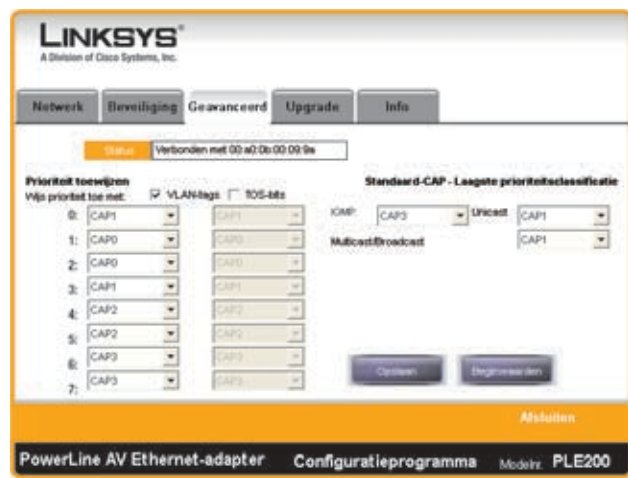 LINKSYS®
A Division of Cisco Systems, Inc.
Netwerk Beveiliging Geavanceerd Upgrade Info
Status Verbonden met 00:a0:0b:00:09:9a
Prioriteit toewijzen
Standaard-CAP - Laagste prioriteitsclassificatie
Wijs prioriteit toe met: VLAN-tags TOS-bits
0: CAP1 CAP1 IGMP: CAP3 Unicast CAP1
1: CAP0 CAP0 Multicast/Broadcast CAP1
2: CAP0 CAP0
3: CAP1 CAP1
4: CAP2 CAP2
5: CAP2 CAP2
6: CAP3 CAP3
7: CAP3 CAP3
Opslaan Beginwaarden
Afsluiten
PowerLine AV Ethernet-adapter Configuratieprogramma Modelnr. PLE200